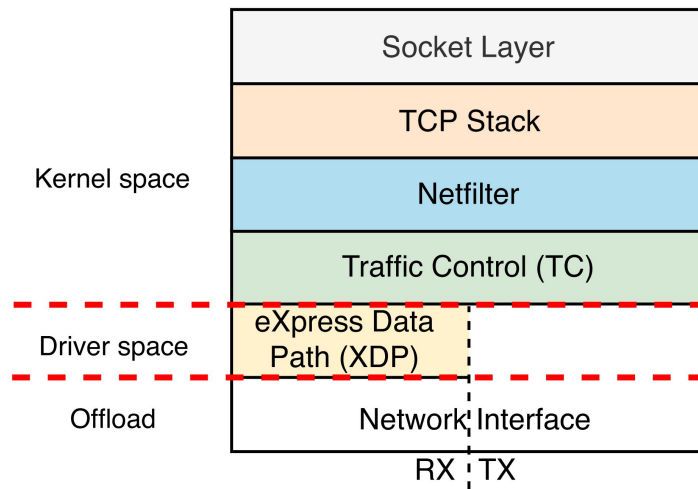 Socket Layer
TCP Stack
Kernel space
Netfilter
Traffic Control (TC)
eXpress Data
Path (XDP)
Driver space
Offload
Network Interface
RX TX